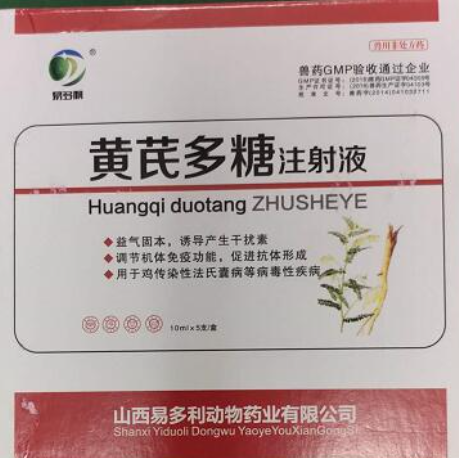 兽用非处方药
®
易多利
兽药GMP验收通过企业
黄芪多糖注射液
Huangqi duotang ZHUSHEYE
◆益气固本，诱导产生干扰素
◆调节机体免疫功能，促进抗体形成
◆用于鸡传染性法氏囊病等病毒性疾病
10ml×5支/盒
山西易多利动物药业有限公司
Shanxi Yiduoli Dongwu YaoyeYouXianGongSi